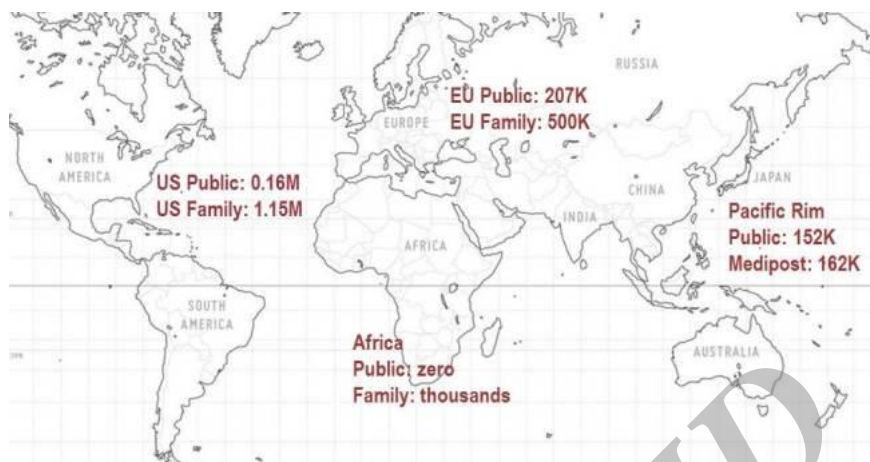 RUSSIA
EU Public: 207K
EU Family: 500K
EUROPE
NORTH
AMERICA
US Public: 0.16M
US Family: 1.15M
CHINA
JAPAN
INDIA
Pacific Rim
Public: 152K
Medipost: 162K
AFRICA
SOUTH
AMERICA
Africa
Public: zero
Family: thousands
AUSTRALIA